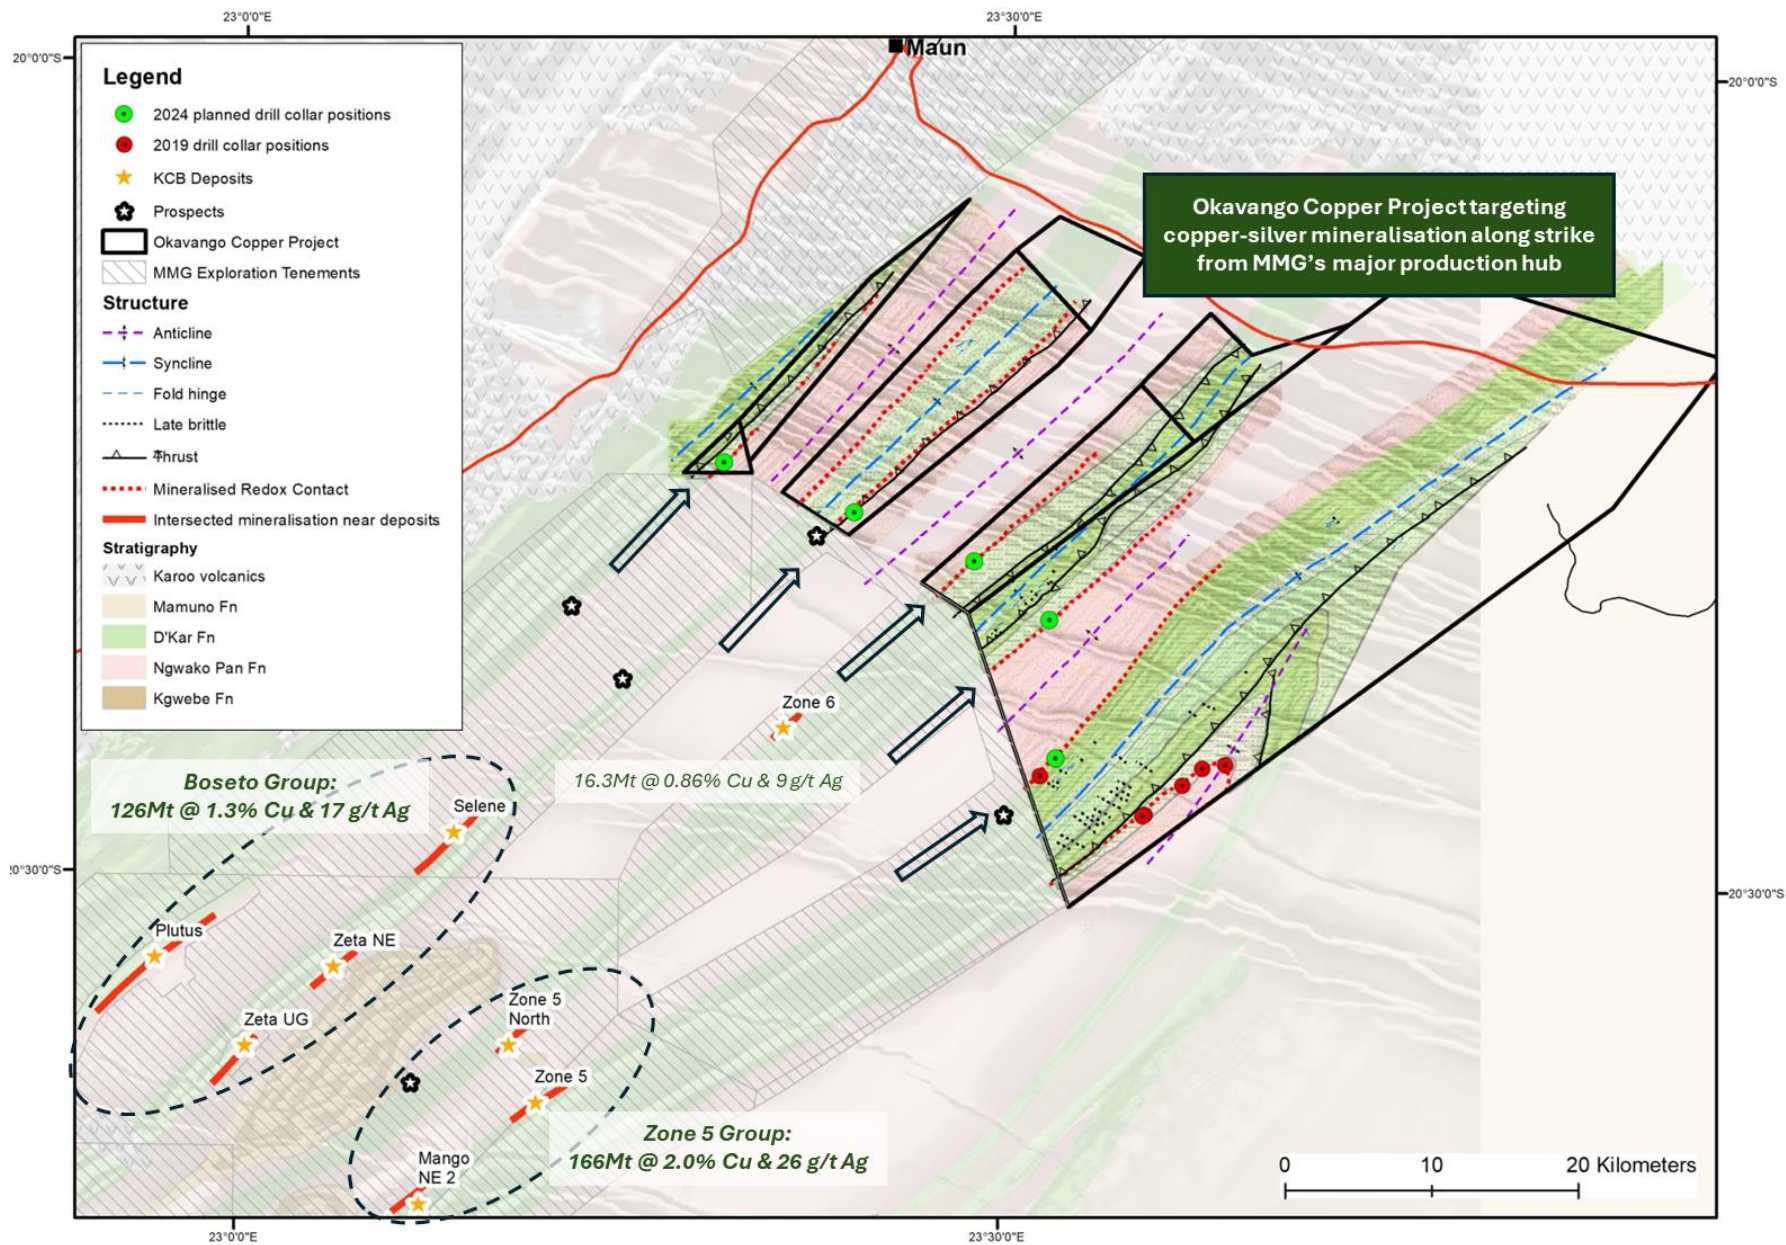 23°0'0"E
23°30'0"E
20°0'0"S
20°0'0"S
Maun
Legend
2024 planned drill collar positions
2019 drill collar positions
KCB Deposits
Prospects
Okavango Copper Project
MMG Exploration Tenements
Structure
Anticline
Syncline
Fold hinge
Late brittle
Thrust
Mineralised Redox Contact
Intersected mineralisation near deposits
Stratigraphy
Karoo volcanics
Mamuno Fn
D'Kar Fn
Ngwako Pan Fn
Kgwebe Fn
Okavango Copper Project targeting
copper-silver mineralisation along strike
from MMG's major production hub
Zone 6
16.3Mt @ 0.86% Cu & 9 g/t Ag
Boseto Group:
126Mt @ 1.3% Cu & 17 g/t Ag
Selene
20°30'0"S
20°30'0"S
Plutus
Zeta NE
Zeta UG
Zone 5
North
Zone 5
Zone 5 Group:
166Mt @ 2.0% Cu & 26 g/t Ag
Mango
NE 2
0 10 20 Kilometers
23°0'0"E
23°30'0"E